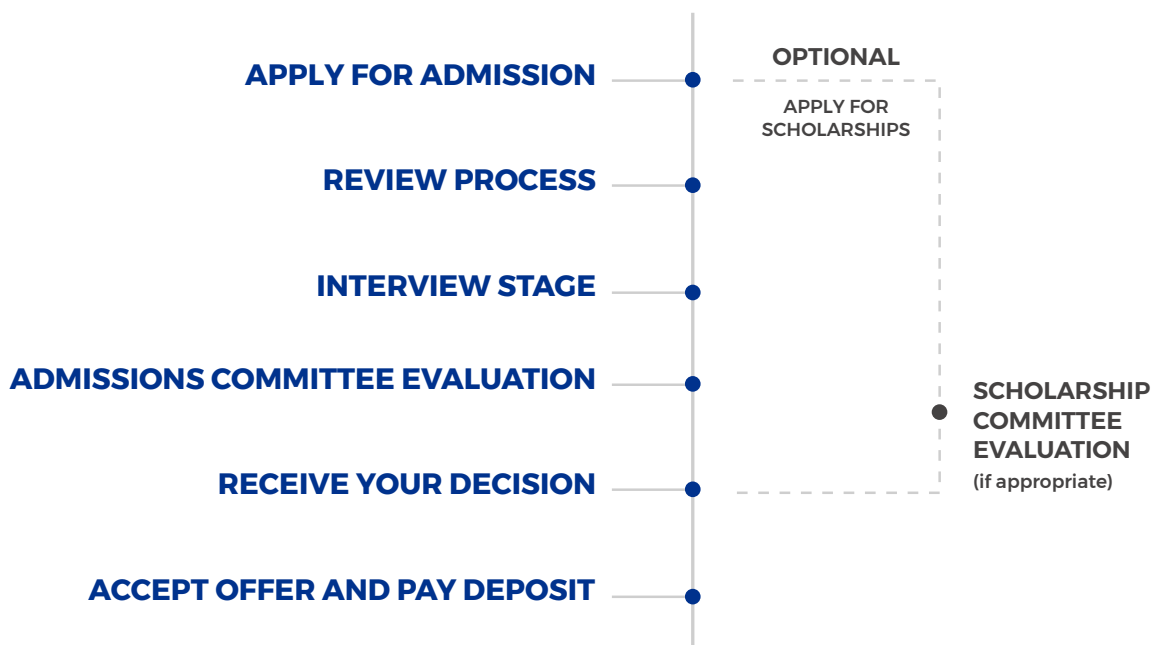 APPLY FOR ADMISSION
OPTIONAL
APPLY FOR
SCHOLARSHIPS
REVIEW PROCESS
INTERVIEW STAGE
ADMISSIONS COMMITTEE EVALUATION
SCHOLARSHIP
COMMITTEE
EVALUATION
(if appropriate)
RECEIVE YOUR DECISION
ACCEPT OFFER AND PAY DEPOSIT